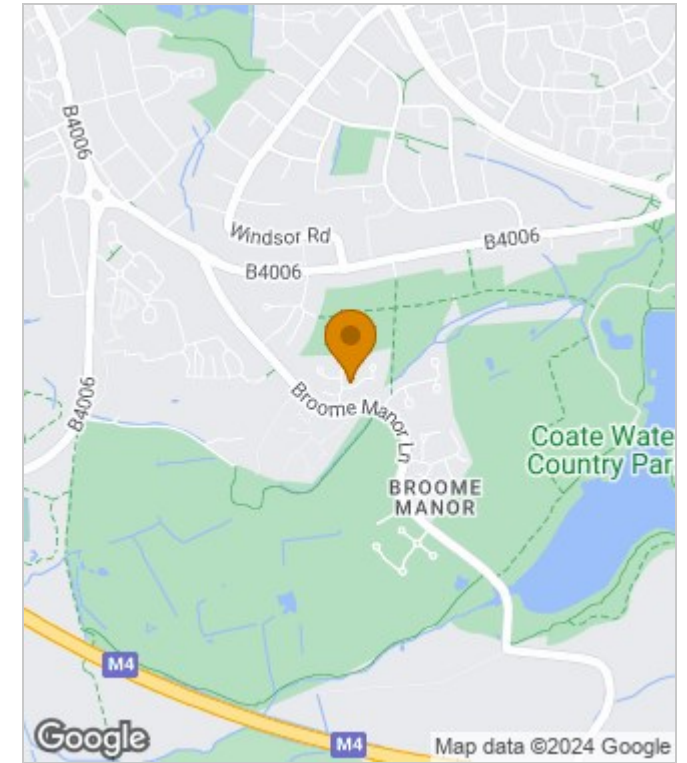 B4006
Windsor Rd
B4006
B4006
B4006
Broome Manor Ln
Coate Wate
Country Par
BROOME
MANOR
M4
M4
Google
Map data ©2024 Google